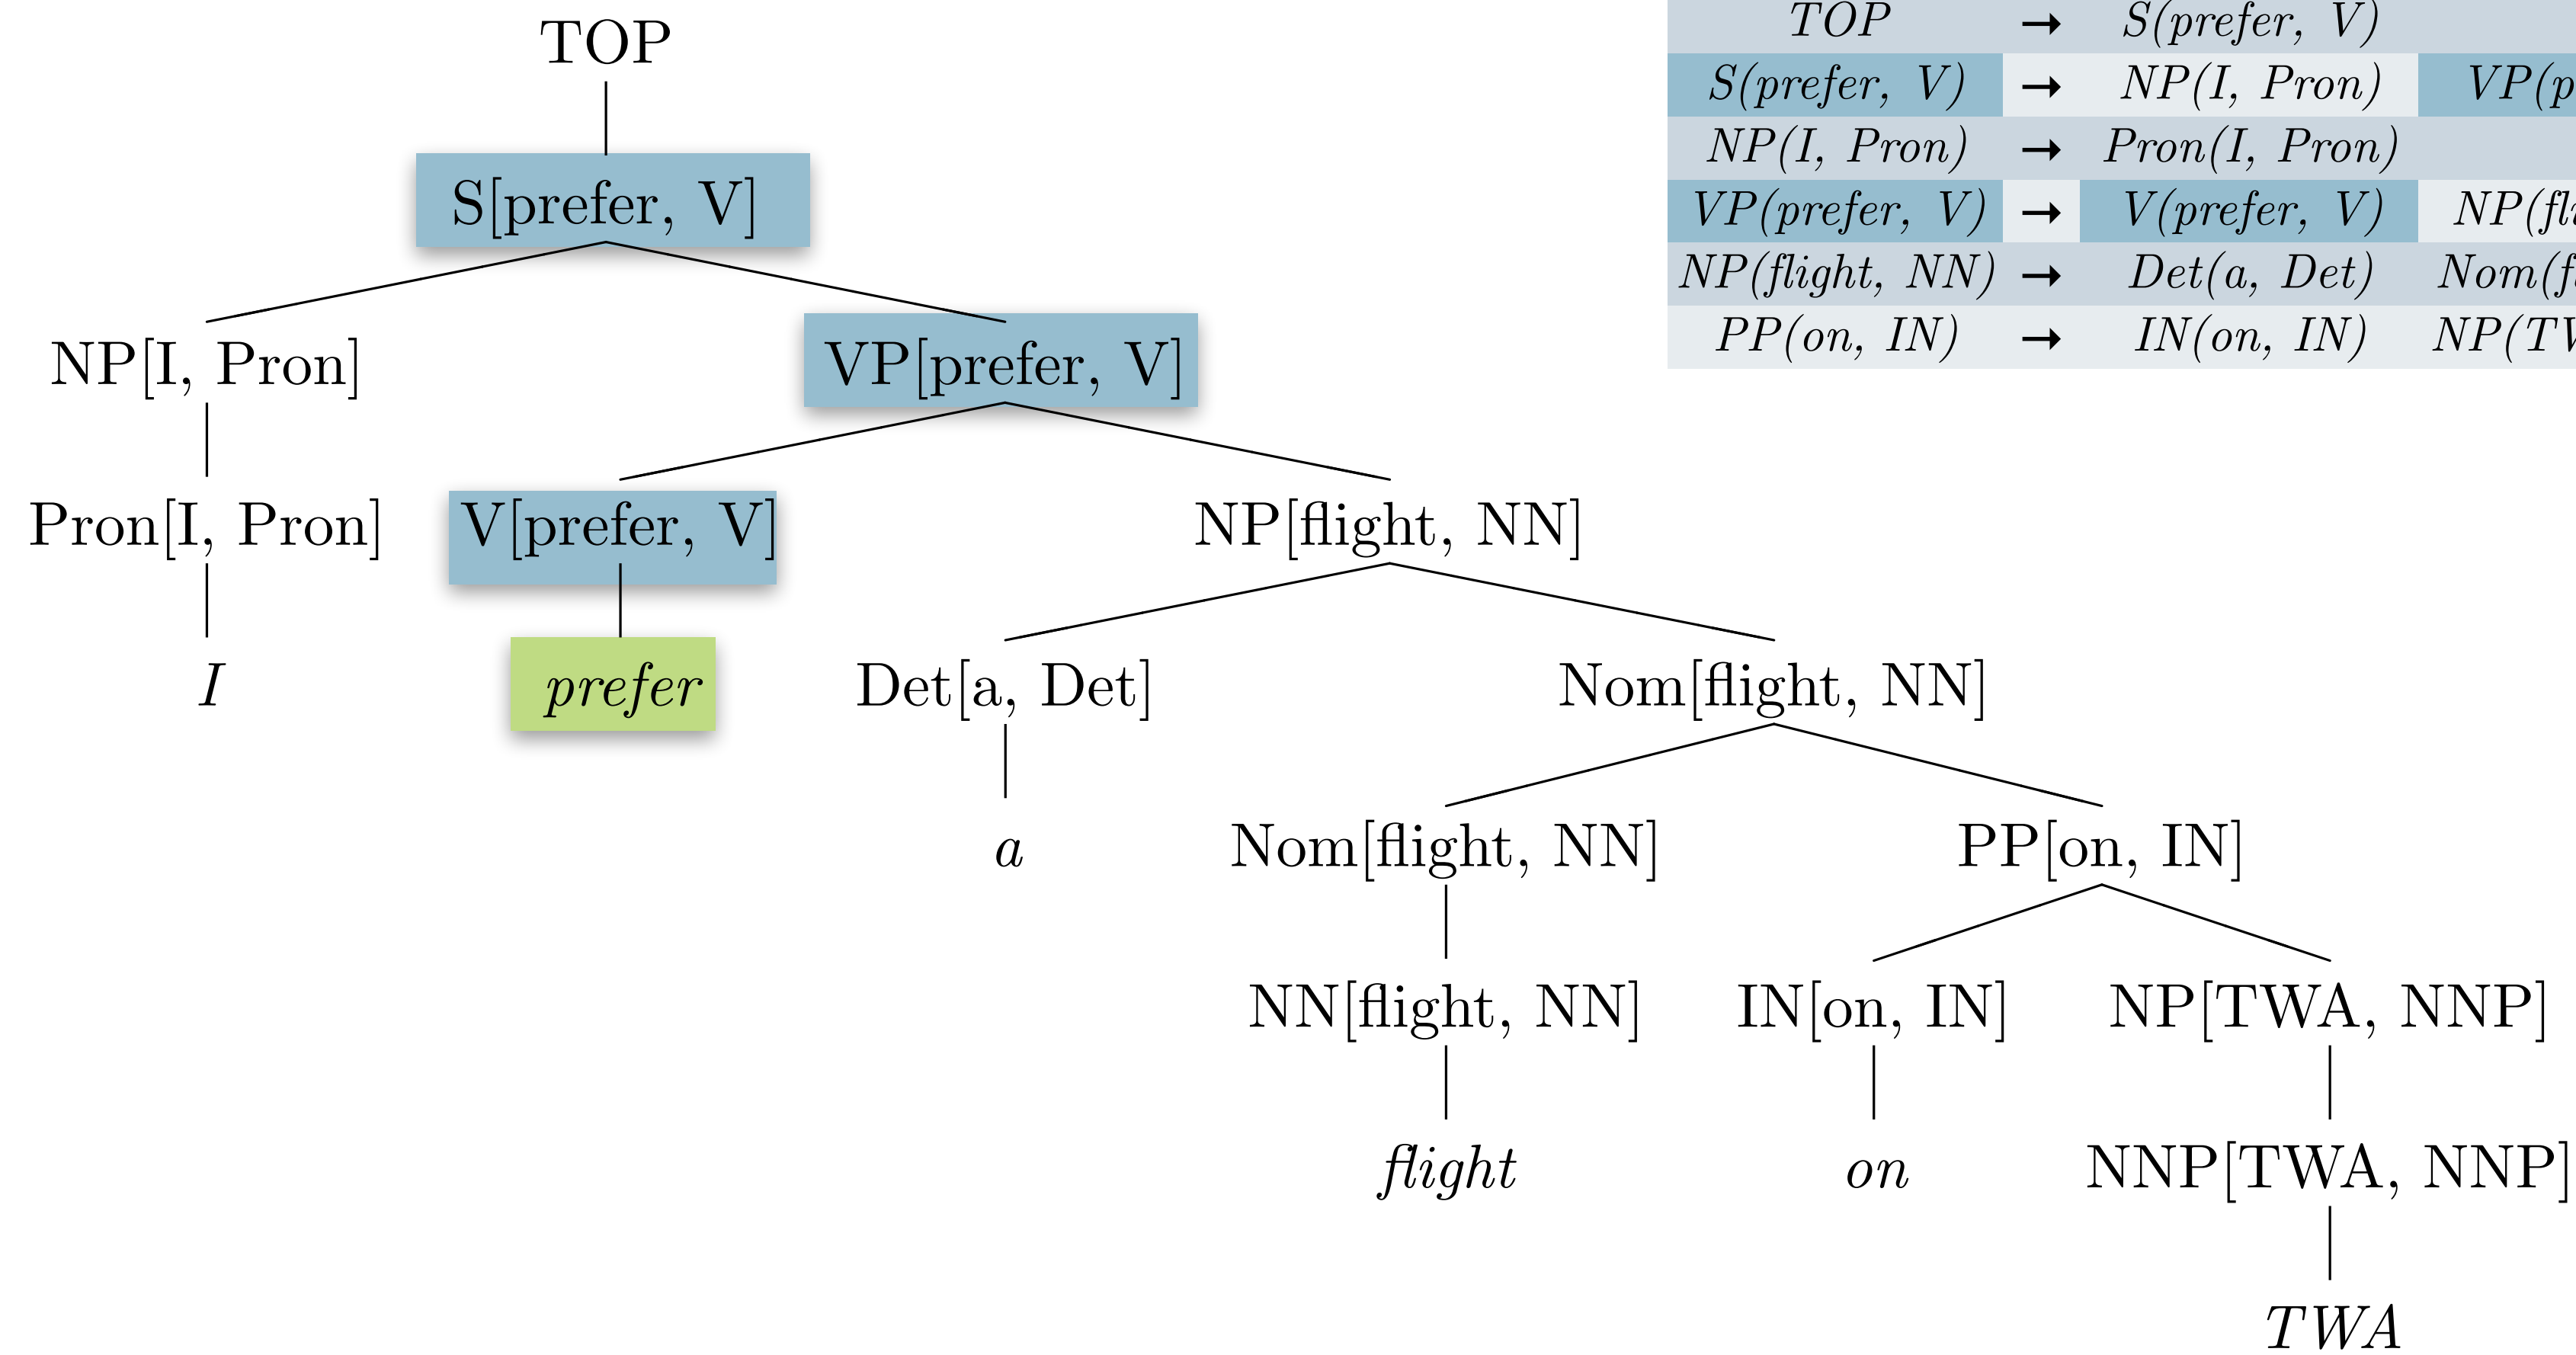 TOP
S[prefer, V]
NP[I, Pron] VP[prefer, V]
Pron[I, Pron] V[prefer, V] NP[flight, NN]
I prefer Det[a, Det] Nom[flight, NN]
a Nom[flight, NN] PP[on, IN]
NN[flight, NN] IN[on, IN] NP[TWA, NNP]
flight on NNP[TWA, NNP]
TWA
TOP → S(prefer, V)
S(prefer, V) → NP(I, Pron) VP(p
NP(I, Pron) → Pron(I, Pron)
VP(prefer, V) → V(prefer, V) NP(fli
NP(flight, NN) → Det(a, Det) Nom(f
PP(on, IN) → IN(on, IN) NP(TW